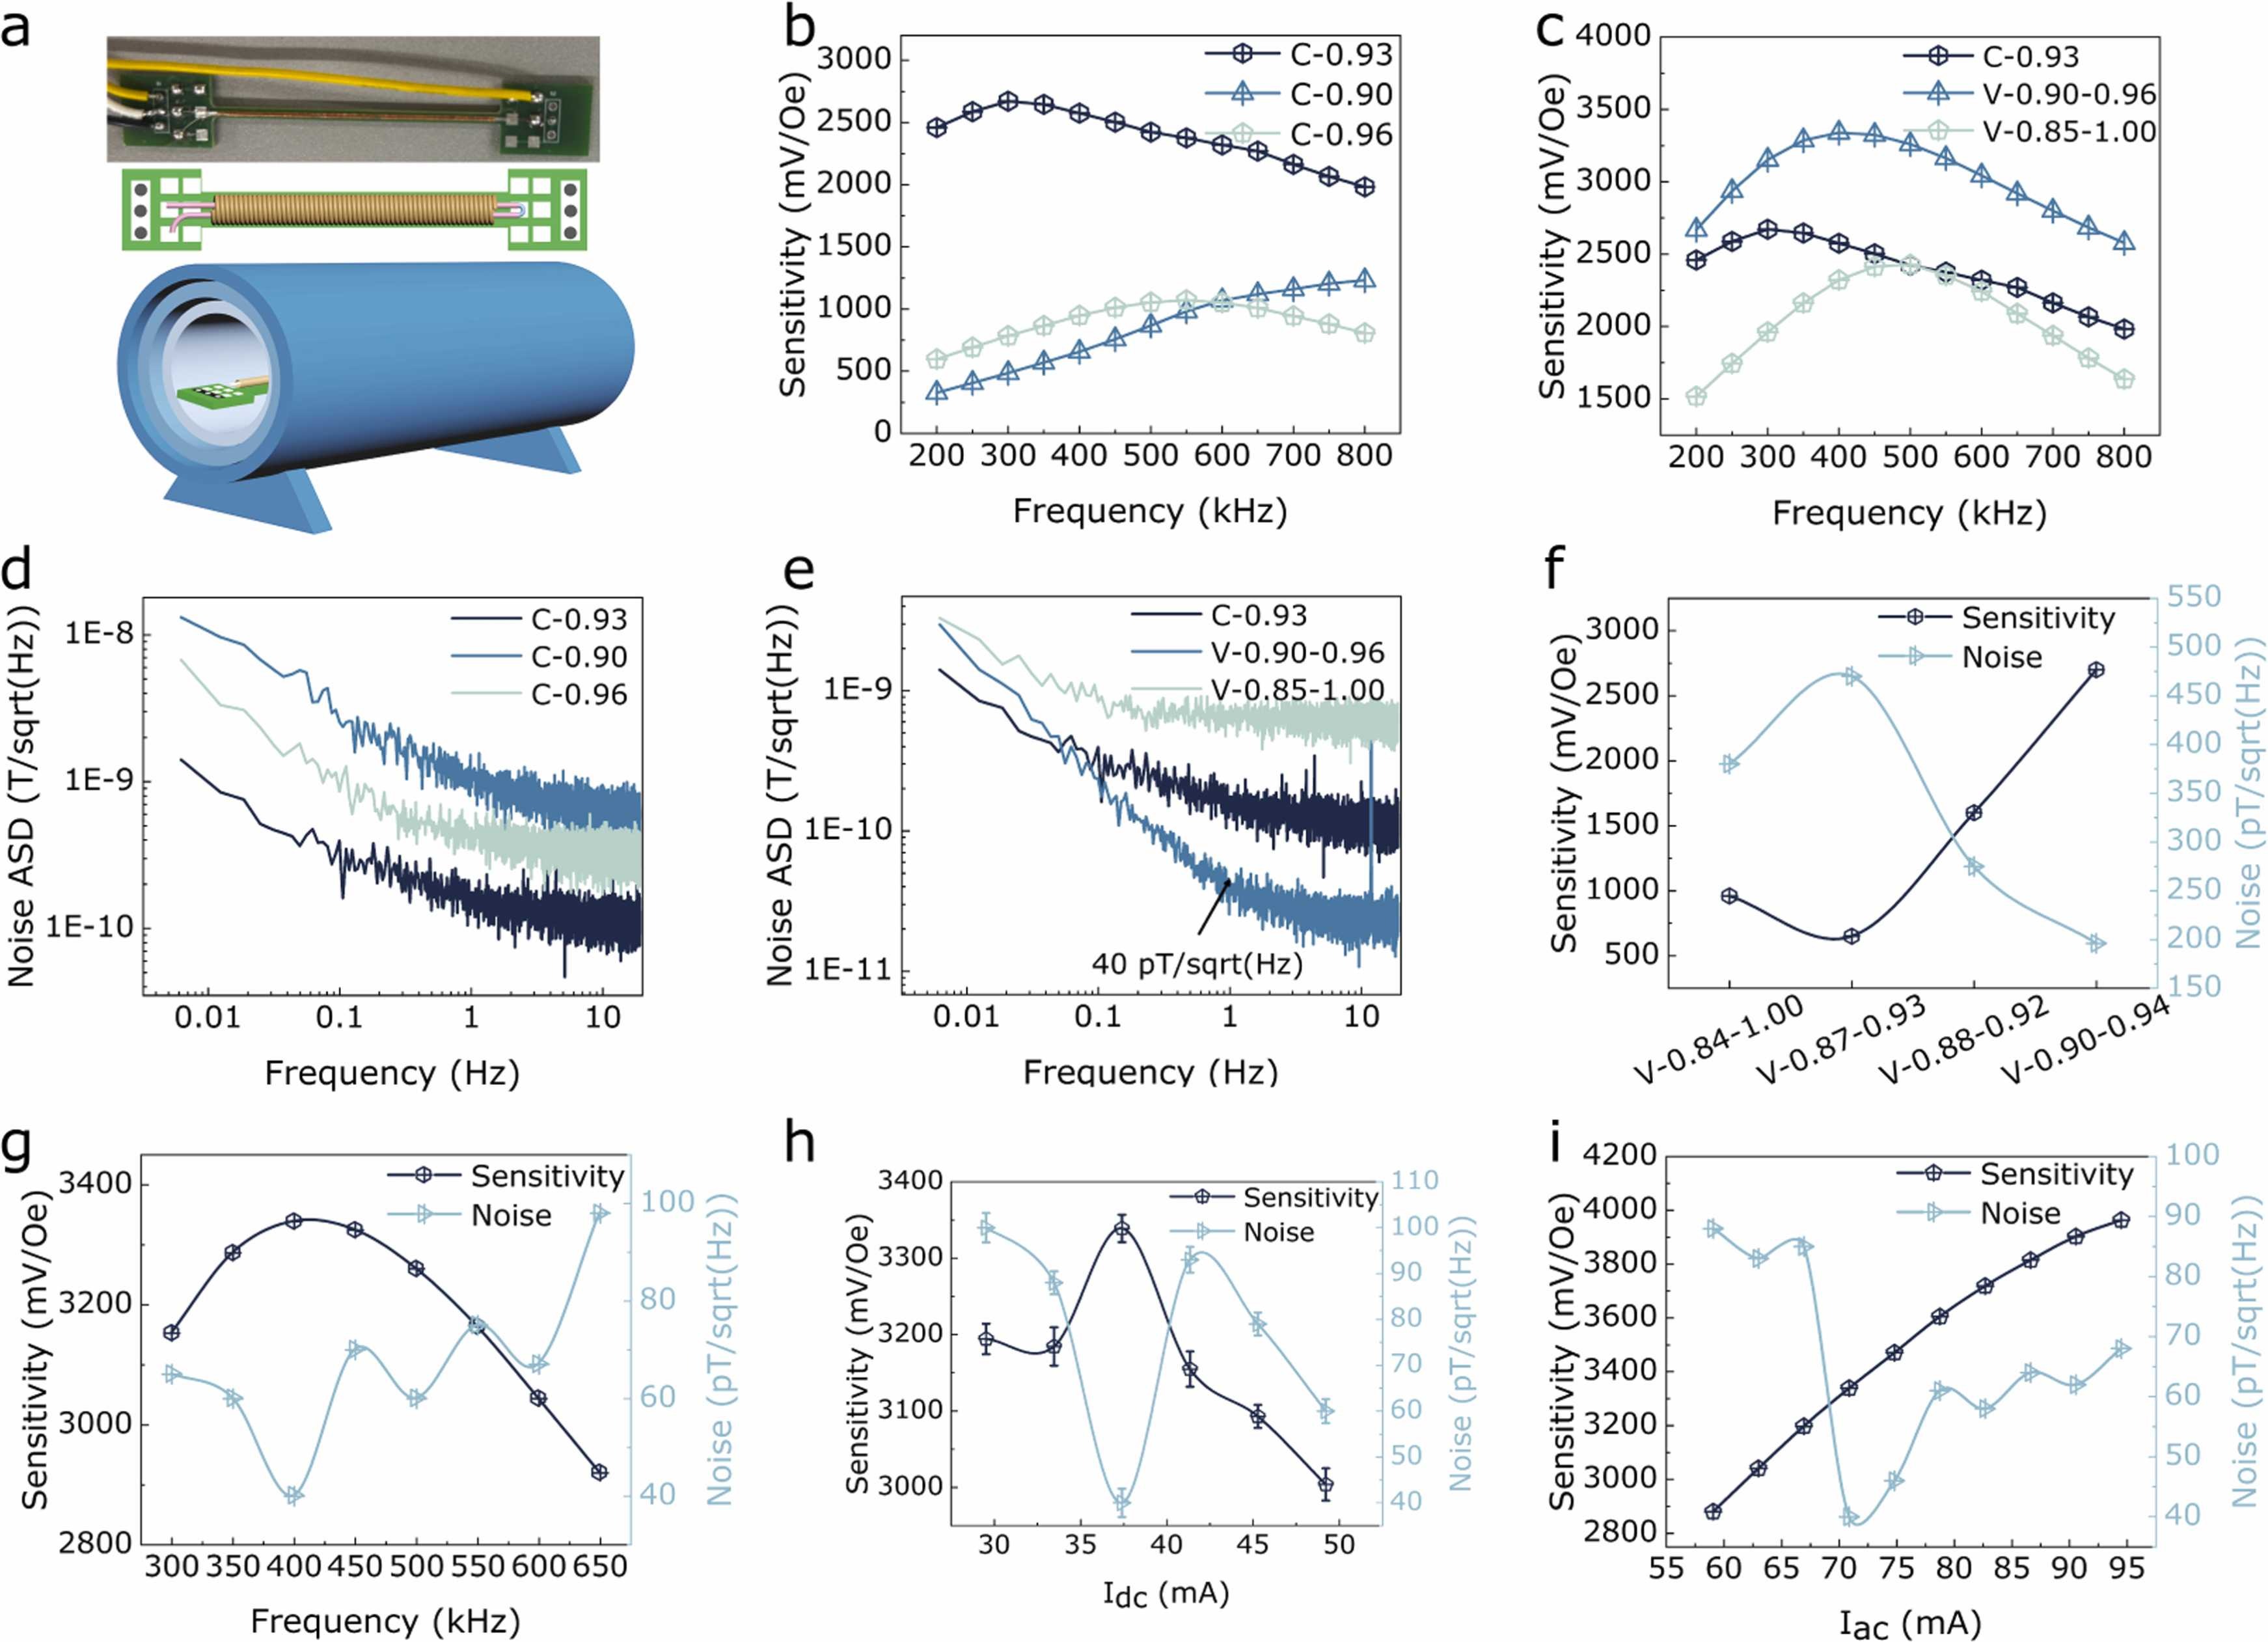 a
b
3000
2500
2000
1500
1000
500
0
Sensitivity (mV/Oe)
C-0.93
C-0.90
C-0.96
200 300 400 500 600 700 800
Frequency (kHz)
c
4000
3500
3000
2500
2000
1500
Sensitivity (mV/Oe)
C-0.93
V-0.90-0.96
V-0.85-1.00
200 300 400 500 600 700 800
Frequency (kHz)
d
1E-8
1E-9
1E-10
Noise ASD (T/sqrt(Hz))
C-0.93
C-0.90
C-0.96
0.01 0.1 1 10
Frequency (Hz)
e
1E-9
1E-10
1E-11
Noise ASD (T/sqrt(Hz))
C-0.93
V-0.90-0.96
V-0.85-1.00
40 pT/sqrt(Hz)
0.01 0.1 1 10
Frequency (Hz)
f
3000
2500
2000
1500
1000
500
Sensitivity (mV/Oe)
Sensitivity
Noise
550
500
450
400
350
300
250
200
150
Noise (pT/sqrt(Hz))
V-0.84-1.00
V-0.87-0.93
V-0.88-0.92
V-0.90-0.94
g
3400
3200
3000
2800
Sensitivity (mV/Oe)
Sensitivity
Noise
100
80
60
40
Noise (pT/sqrt(Hz))
300 350 400 450 500 550 600 650
Frequency (kHz)
h
3400
3300
3200
3100
3000
Sensitivity (mV/Oe)
Sensitivity
Noise
110
100
90
80
70
60
50
40
Noise (pT/sqrt(Hz))
30 35 40 45 50
Idc (mA)
i
4200
4000
3800
3600
3400
3200
3000
2800
Sensitivity (mV/Oe)
Sensitivity
Noise
100
90
80
70
60
50
40
Noise (pT/sqrt(Hz))
55 60 65 70 75 80 85 90 95
Iac (mA)